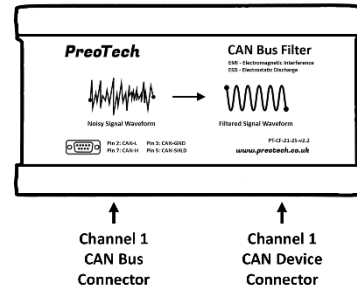 PreoTech
CAN Bus Filter
EMI - Electromagnetic Interference
ESD - Electrostatic Discharge
Noisy Signal Waveform
Filtered Signal Waveform
Pin 2: CAN-L Pin 3: CAN-GND
Pin 7: CAN-H Pin 5: CAN-SHLD
PT-CF-21-25-v2.2
www.preotech.co.uk
Channel 1
CAN Bus
Connector
Channel 1
CAN Device
Connector